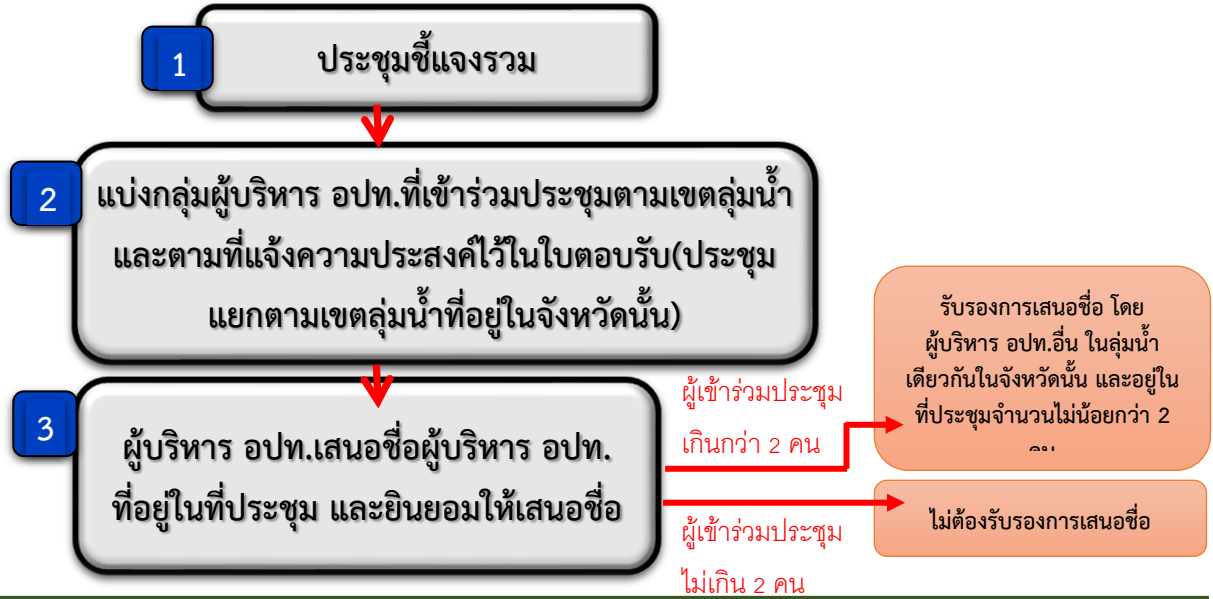 1
ประชุมชี้แจงรวม
2
แบ่งกลุ่มผู้บริหาร อปท.ที่เข้าร่วมประชุมตามเขตลุ่มน้ำ
และตามที่แจ้งความประสงค์ไว้ในใบตอบรับ(ประชุม
แยกตามเขตลุ่มน้ำที่อยู่ในจังหวัดนั้น)
3
ผู้บริหาร อปท.เสนอชื่อผู้บริหาร อปท.
ที่อยู่ในที่ประชุม และยินยอมให้เสนอชื่อ
ผู้เข้าร่วมประชุม
เกินกว่า 2 คน
รับรองการเสนอชื่อ โดย
ผู้บริหาร อปท.อื่น ในลุ่มน้ำ
เดียวกันในจังหวัดนั้น และอยู่ใน
ที่ประชุมจำนวนไม่น้อยกว่า 2
ผู้เข้าร่วมประชุม
ไม่เกิน 2 คน
ไม่ต้องรับรองการเสนอชื่อ